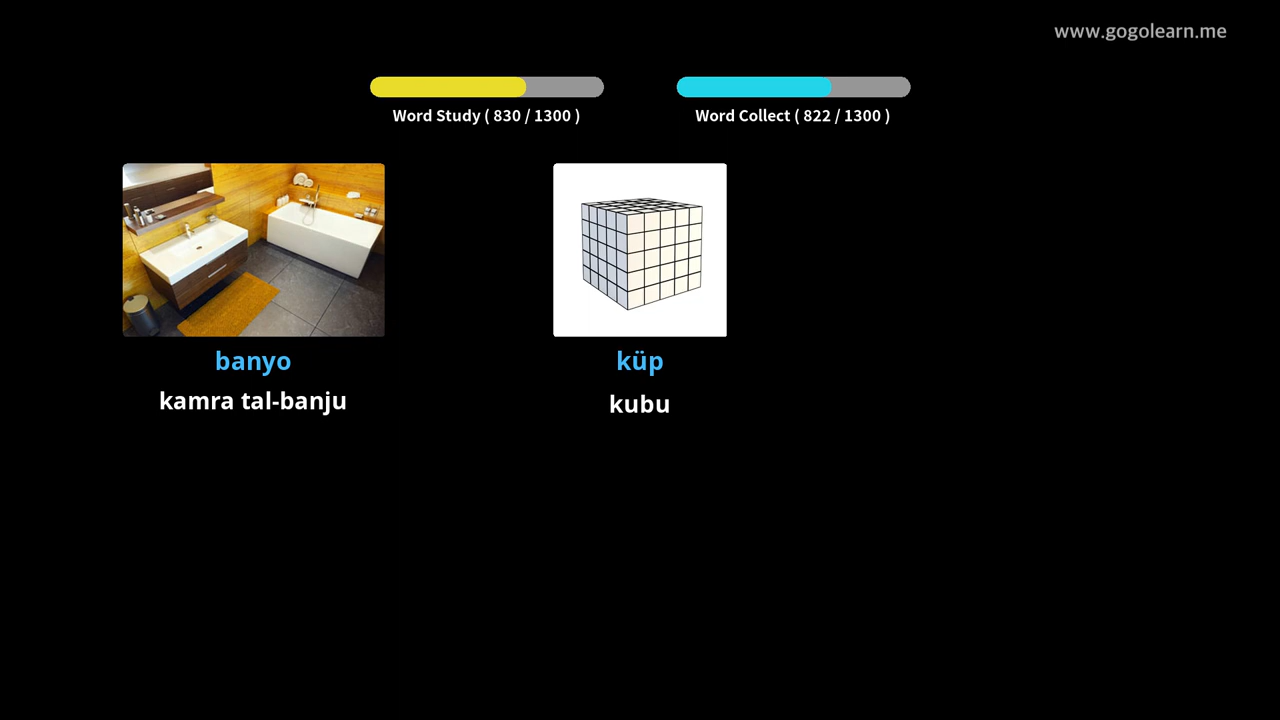 www.gogolearn.me
Word Study ( 830 / 1300 )
Word Collect ( 822 / 1300 )
banyo
kamra tal-banju
küp
kubu